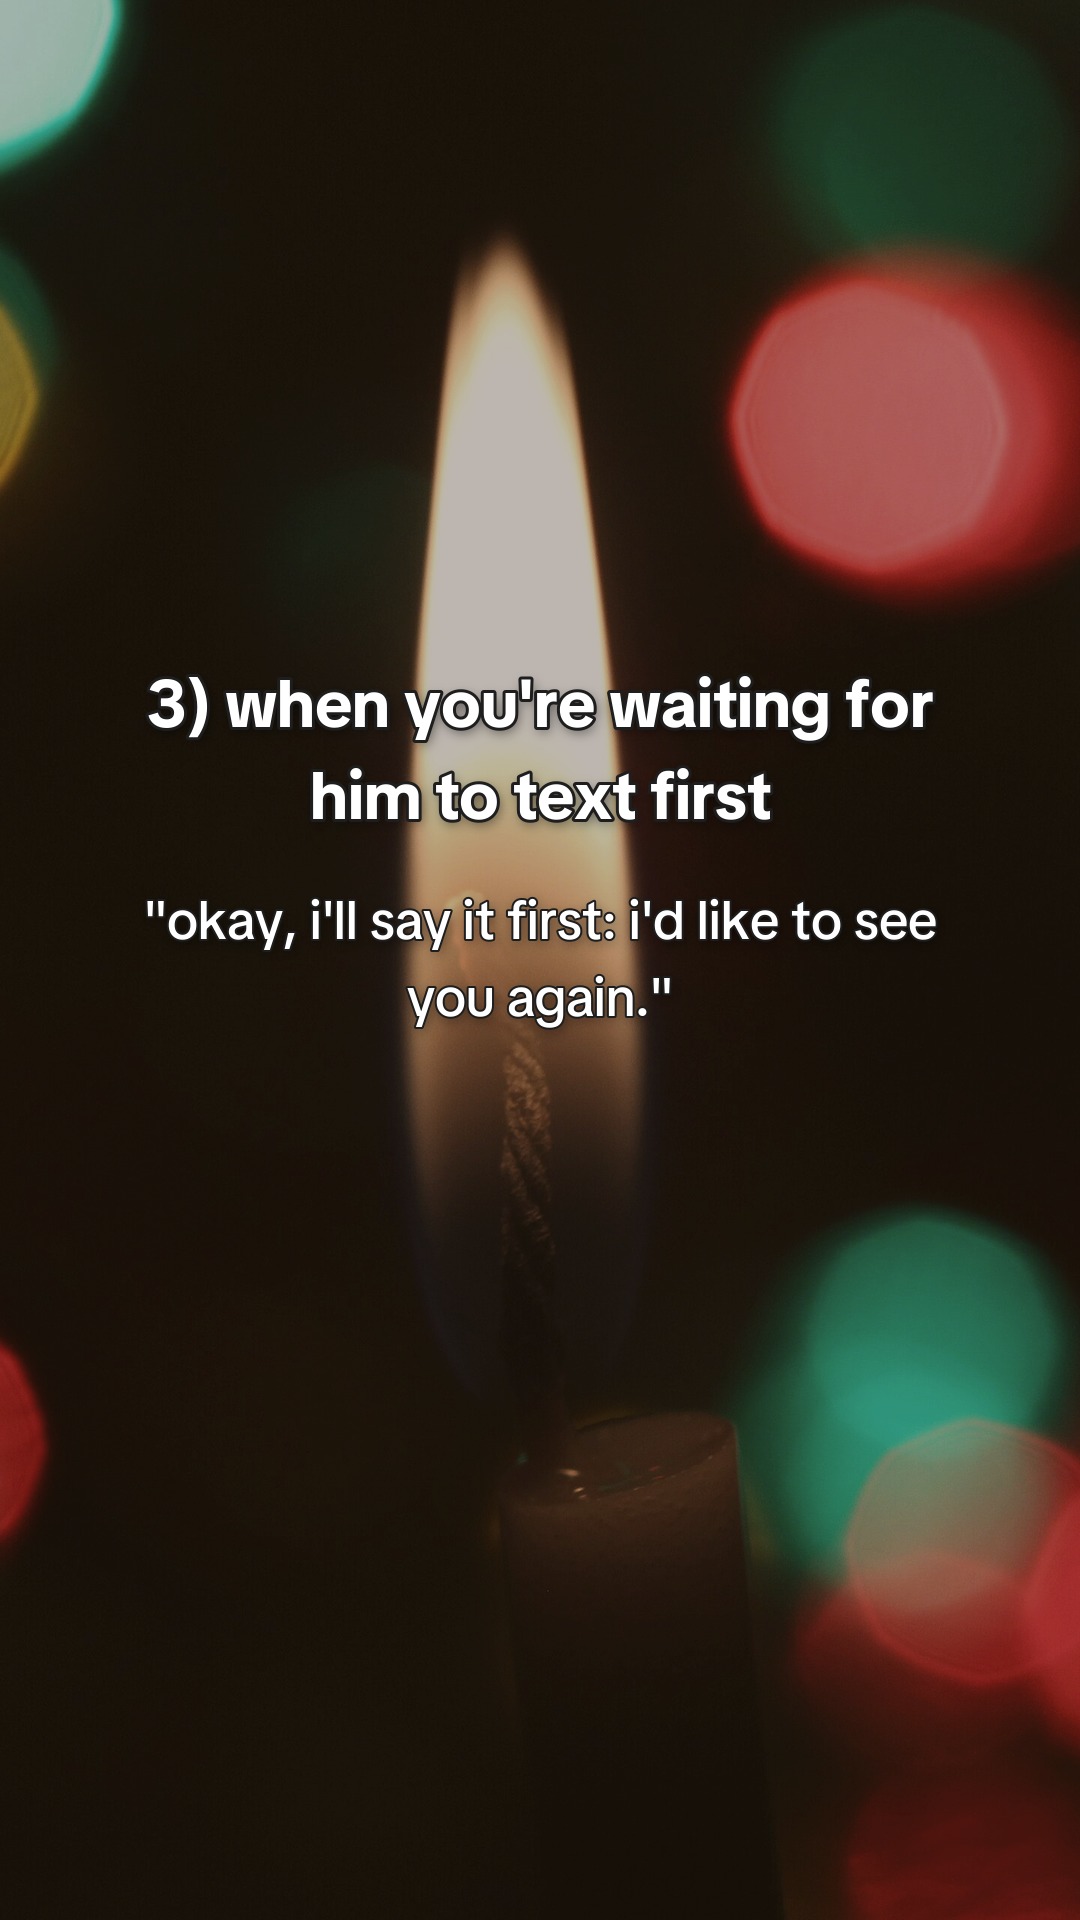 3) when you're waiting for
him to text first
"okay, i'll say it first: i'd like to see
you again."